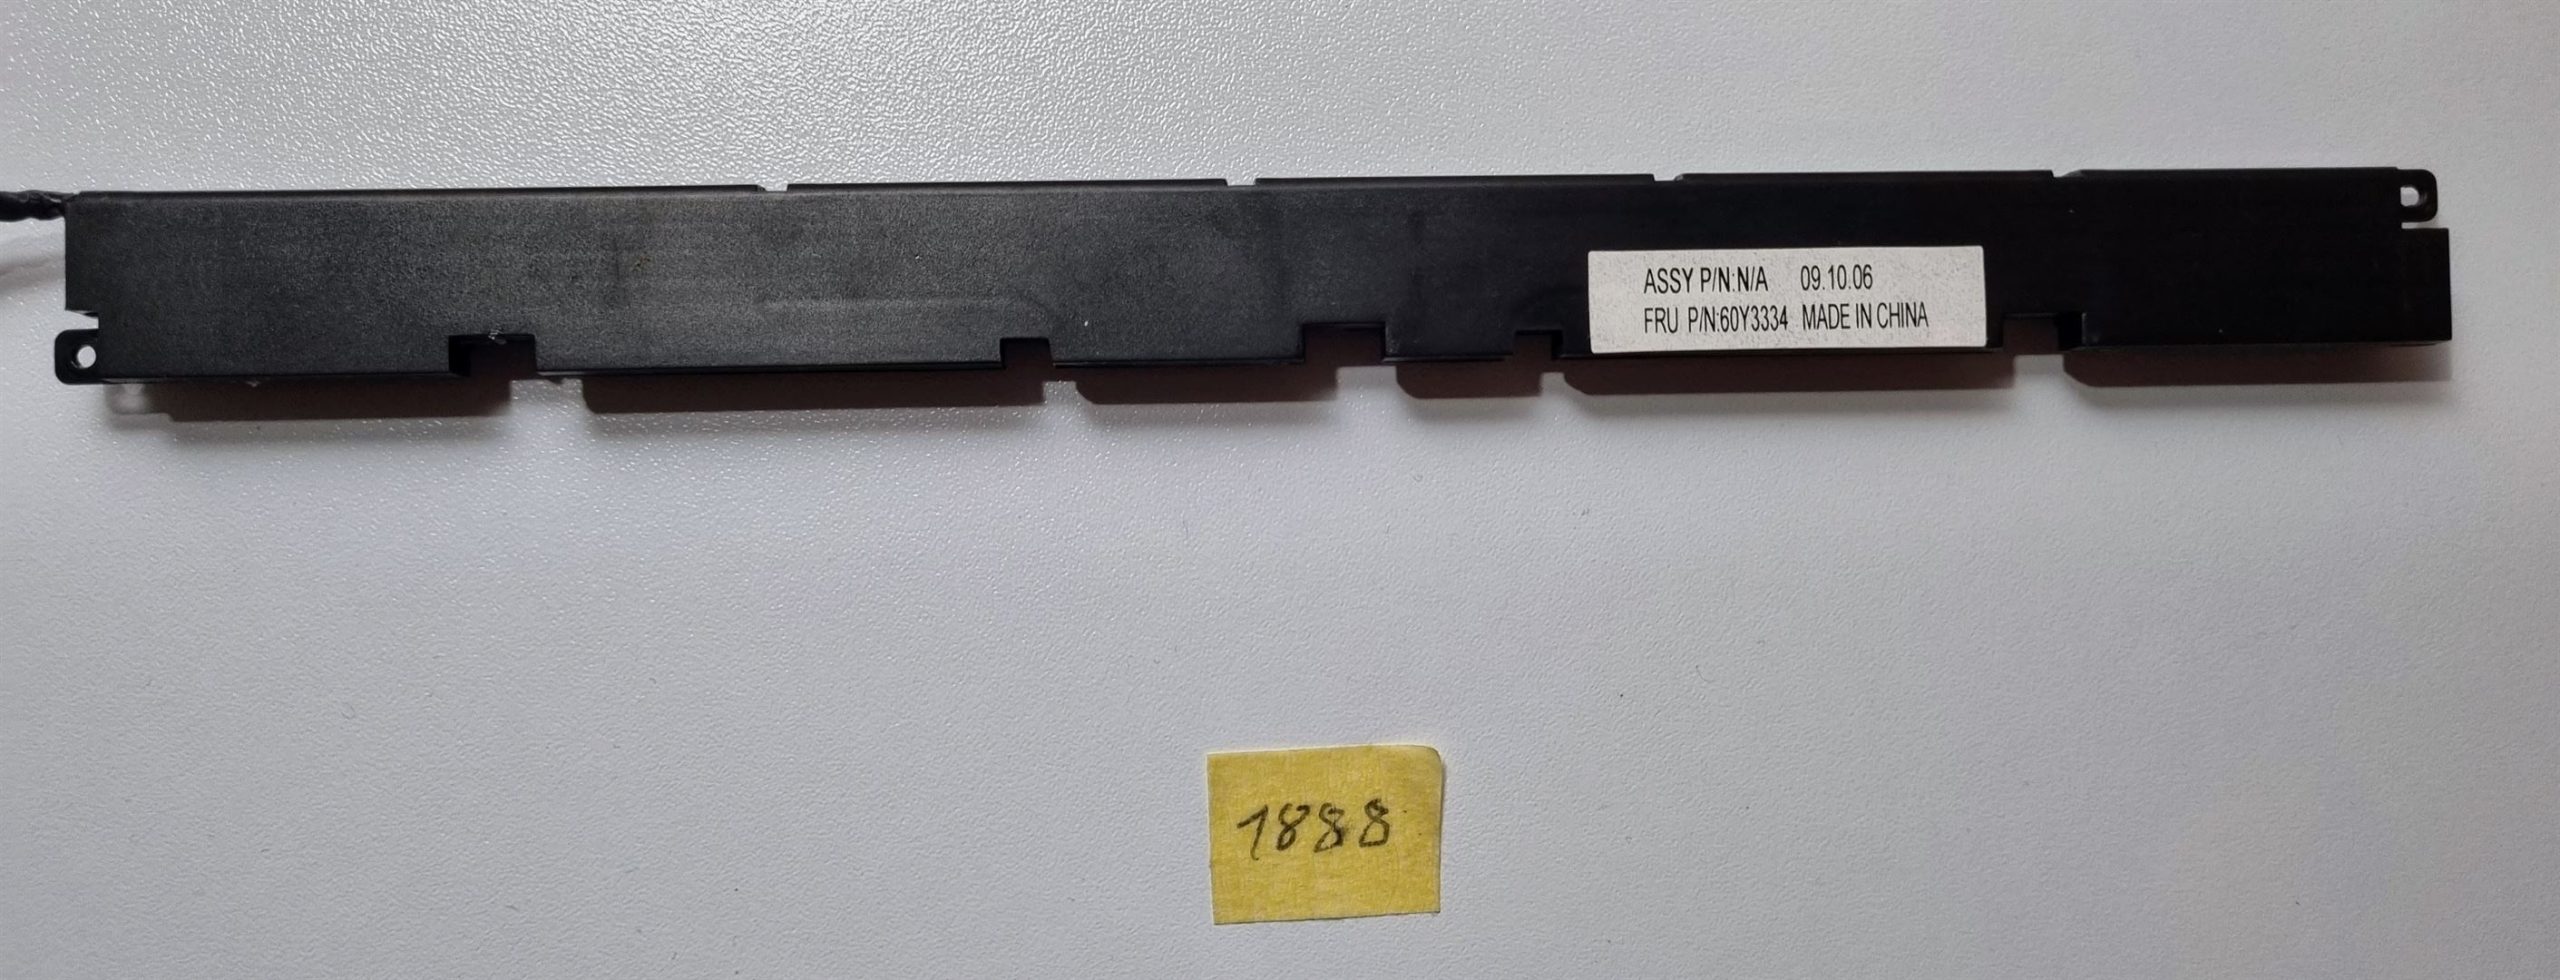 ASSY P/N:N/A 09.10.06
FRU P/N:60Y3334 MADE IN CHINA
1888